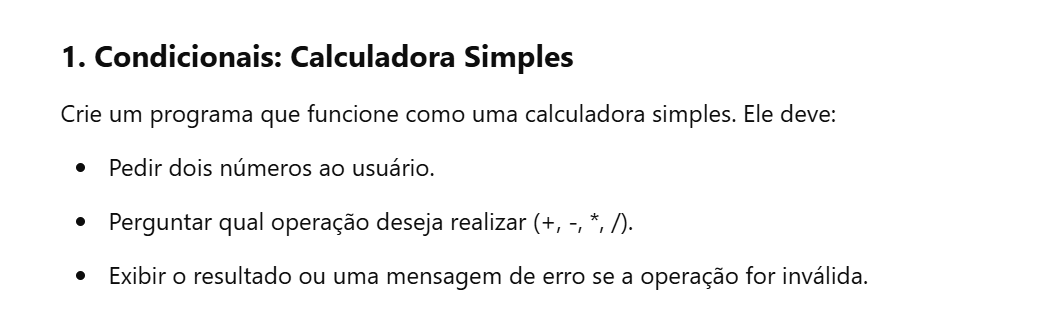 1. Condicionais: Calculadora Simples
Crie um programa que funcione como uma calculadora simples. Ele deve:
• Pedir dois números ao usuário.
• Perguntar qual operação deseja realizar (+, -, *, /).
• Exibir o resultado ou uma mensagem de erro se a operação for inválida.